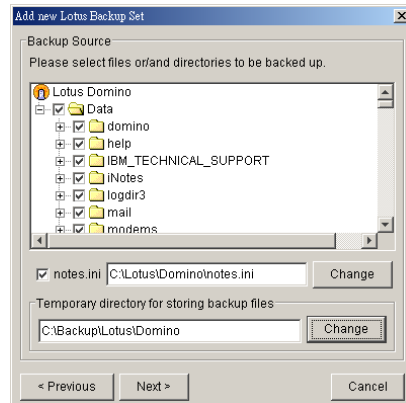 Add new Lotus Backup Set
Backup Source
Please select files or/and directories to be backed up.
Lotus Domino
Data
domino
help
IBM_TECHNICAL_SUPPORT
iNotes
logdir3
mail
modems
notes.ini C:\Lotus\Domino\notes.ini Change
Temporary directory for storing backup files
C:\Backup\Lotus\Domino Change
< Previous Next > Cancel